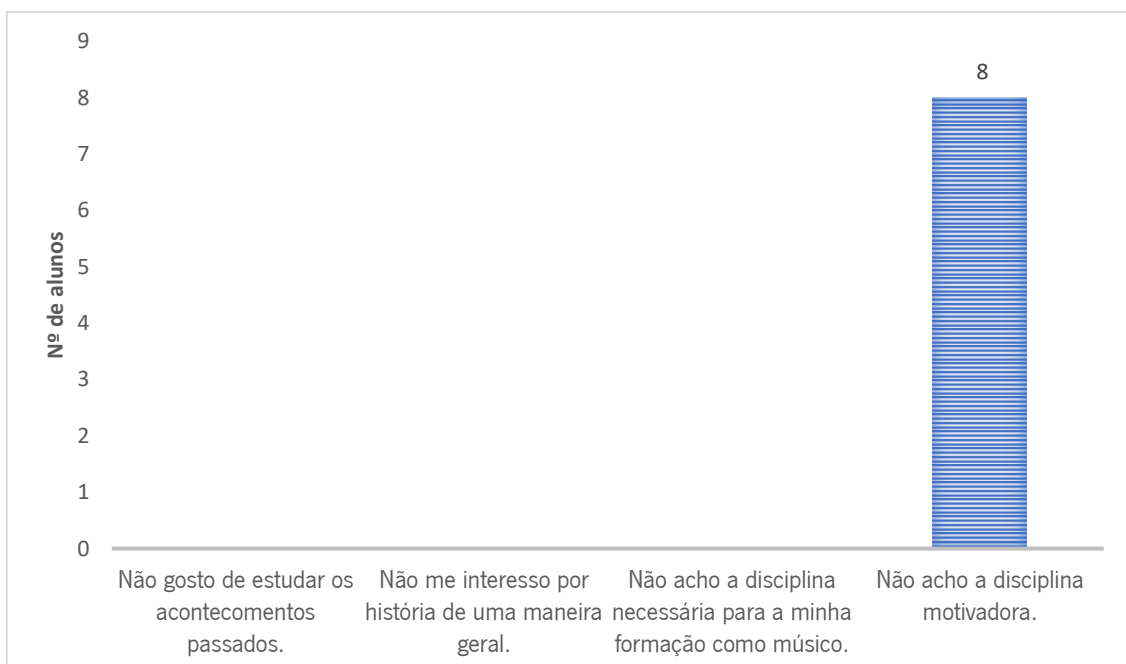 9
8
8
7
6
5
4
3
2
1
0
Nº de alunos
Não gosto de estudar os
acontecomentos
passados.
Não me interesso por
história de uma maneira
geral.
Não acho a disciplina
necessária para a minha
formação como músico.
Não acho a disciplina
motivadora.